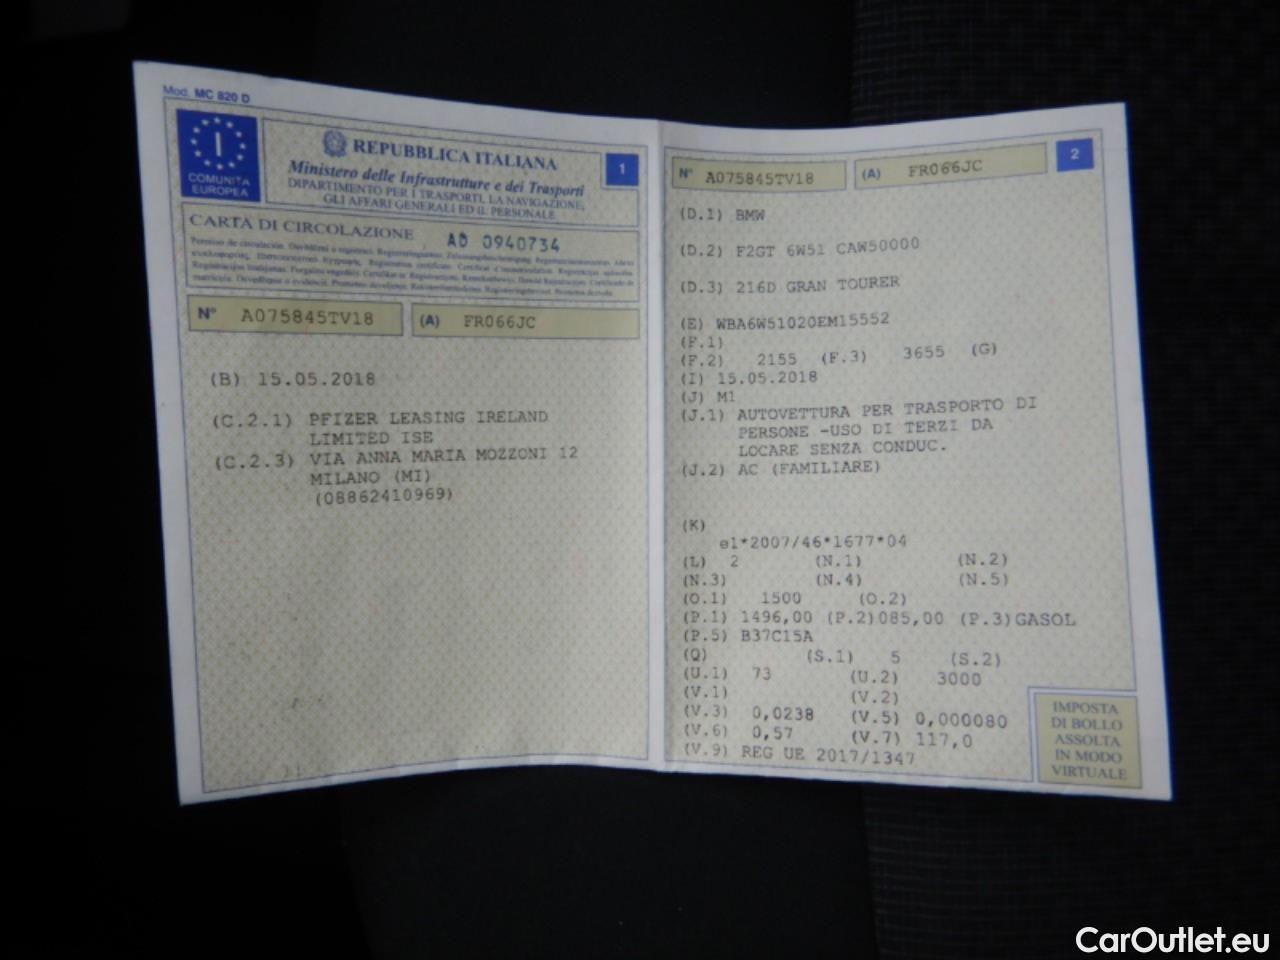 Mod. MC 820 D
I
COMUNITÀ
EUROPEA
REPUBBLICA ITALIANA
Ministero delle Infrastrutture e dei Trasporti
DIPARTIMENTO PER I TRASPORTI, LA NAVIGAZIONE,
GLI AFFARI GENERALI ED IL PERSONALE
1
CARTA DI CIRCOLAZIONE AD 0940734
N° A075845TV18 (A) FR066JC
(B) 15.05.2018
(C.2.1) PFIZER LEASING IRELAND
LIMITED ISE
(C.2.3) VIA ANNA MARIA MOZZONI 12
MILANO (MI)
(08862410969)
N° A075845TV18 (A) FR066JC
2
(D.1) BMW
(D.2) F2GT 6W51 CAW50000
(D.3) 216D GRAN TOURER
(E) WBA6W51020EM15552
(F.1)
(F.2) 2155 (F.3) 3655 (G)
(I) 15.05.2018
(J) M1
(J.1) AUTOVETTURA PER TRASPORTO DI
PERSONE -USO DI TERZI DA
LOCARE SENZA CONDUC.
(J.2) AC (FAMILIARE)
(K)
e1*2007/46*1677*04
(L) 2 (N.1) (N.2)
(N.3) (N.4) (N.5)
(O.1) 1500 (O.2)
(P.1) 1496,00 (P.2)085,00 (P.3)GASOL
(P.5) B37C15A
(Q) (S.1) 5 (S.2)
(U.1) 73 (U.2) 3000
(V.1) (V.2)
(V.3) 0,0238 (V.5) 0,000080
(V.6) 0,57 (V.7) 117,0
(V.9) REG UE 2017/1347
IMPOSTA
DI BOLLO
ASSOLTA
IN MODO
VIRTUALE
CarOutlet.eu